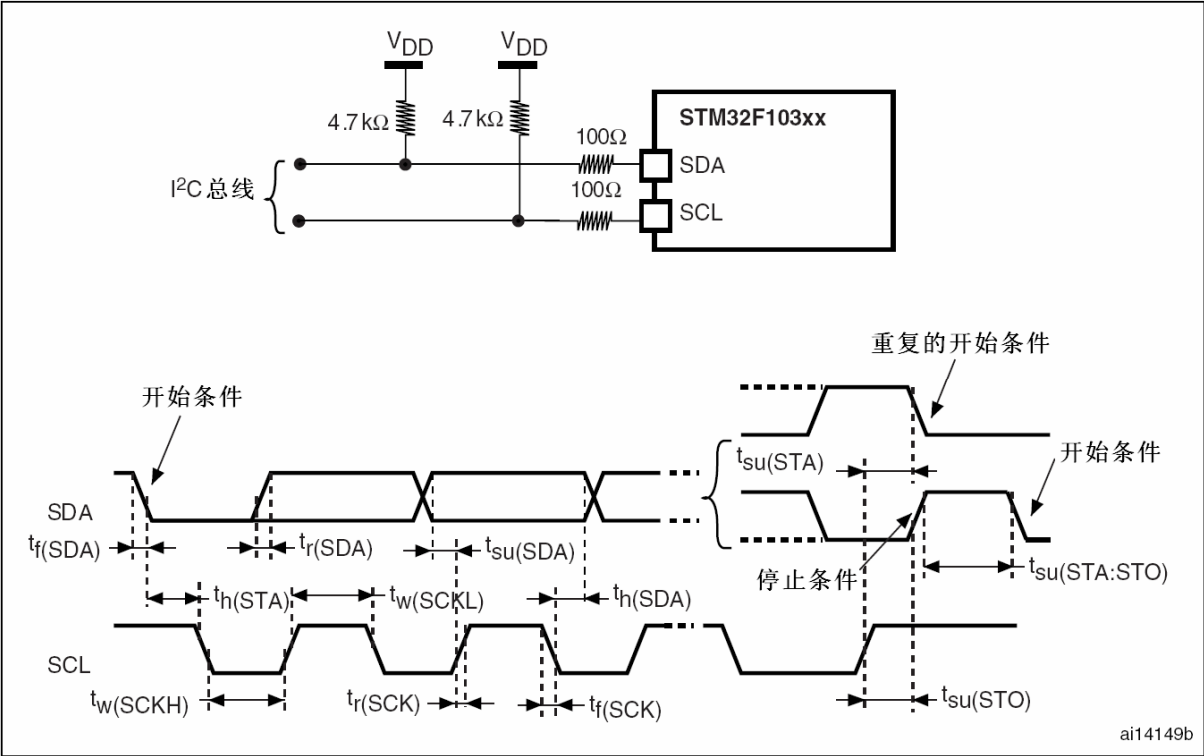 VDD VDD
4.7kΩ 4.7kΩ
STM32F103xx
100Ω
SDA
I²C总线
100Ω
SCL
重复的开始条件
开始条件
tsu(STA)
开始条件
SDA
tf(SDA)
tr(SDA)
tsu(SDA)
停止条件
tsu(STA:STO)
th(STA)
tw(SCKL)
th(SDA)
SCL
tw(SCKH)
tr(SCK)
tf(SCK)
tsu(STO)
ai14149b